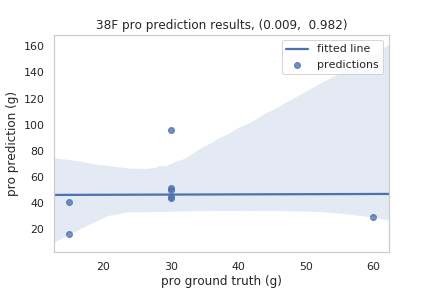 38F pro prediction results, (0.009,  0.982)
fitted line
predictions
160
140
120
100
80
60
40
20
pro prediction (g)
20
30
40
50
60
pro ground truth (g)